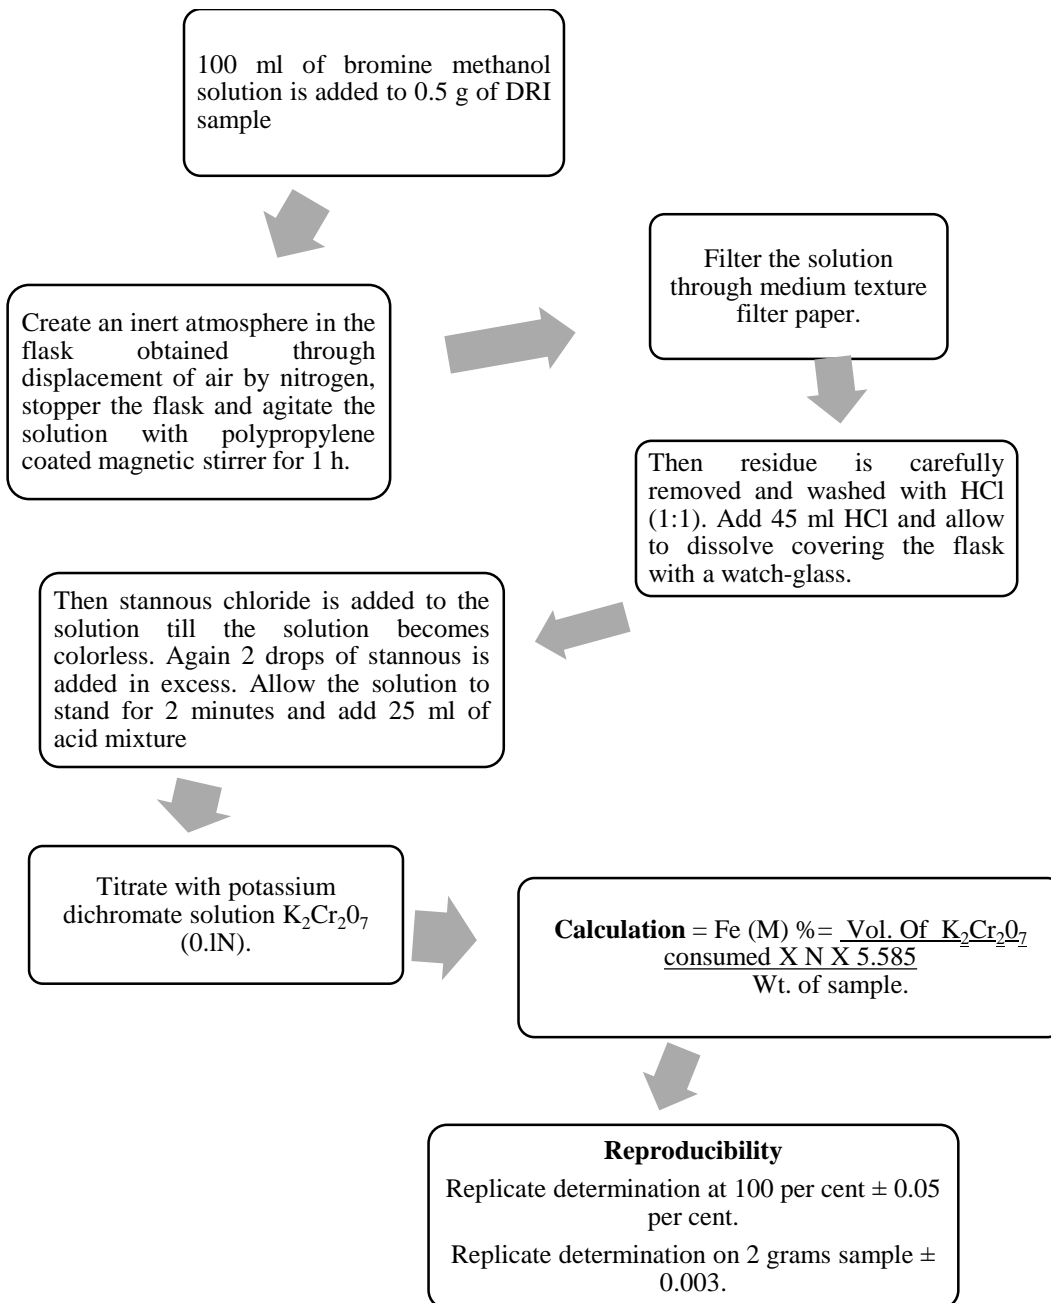 100 ml of bromine methanol
solution is added to 0.5 g of DRI
sample
Create an inert atmosphere in the
flask obtained through
displacement of air by nitrogen,
stopper the flask and agitate the
solution with polypropylene
coated magnetic stirrer for 1 h.
Filter the solution
through medium texture
filter paper.
Then residue is carefully
removed and washed with HCl
(1:1). Add 45 ml HCl and allow
to dissolve covering the flask
with a watch-glass.
Then stannous chloride is added to the
solution till the solution becomes
colorless. Again 2 drops of stannous is
added in excess. Allow the solution to
stand for 2 minutes and add 25 ml of
acid mixture
Titrate with potassium
dichromate solution K₂Cr₂0₇
(0.lN).
Calculation = Fe (M) %= Vol. Of K₂Cr₂0₇
consumed X N X 5.585
Wt. of sample.
Reproducibility
Replicate determination at 100 per cent ± 0.05
per cent.
Replicate determination on 2 grams sample ±
0.003.